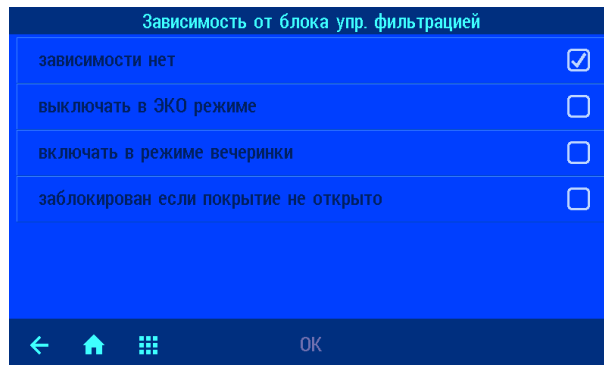 Зависимость от блока упр. фильтрацией
зависимости нет
выключать в ЭКО режиме
включать в режиме вечеринки
заблокирован если покрытие не открыто
OK